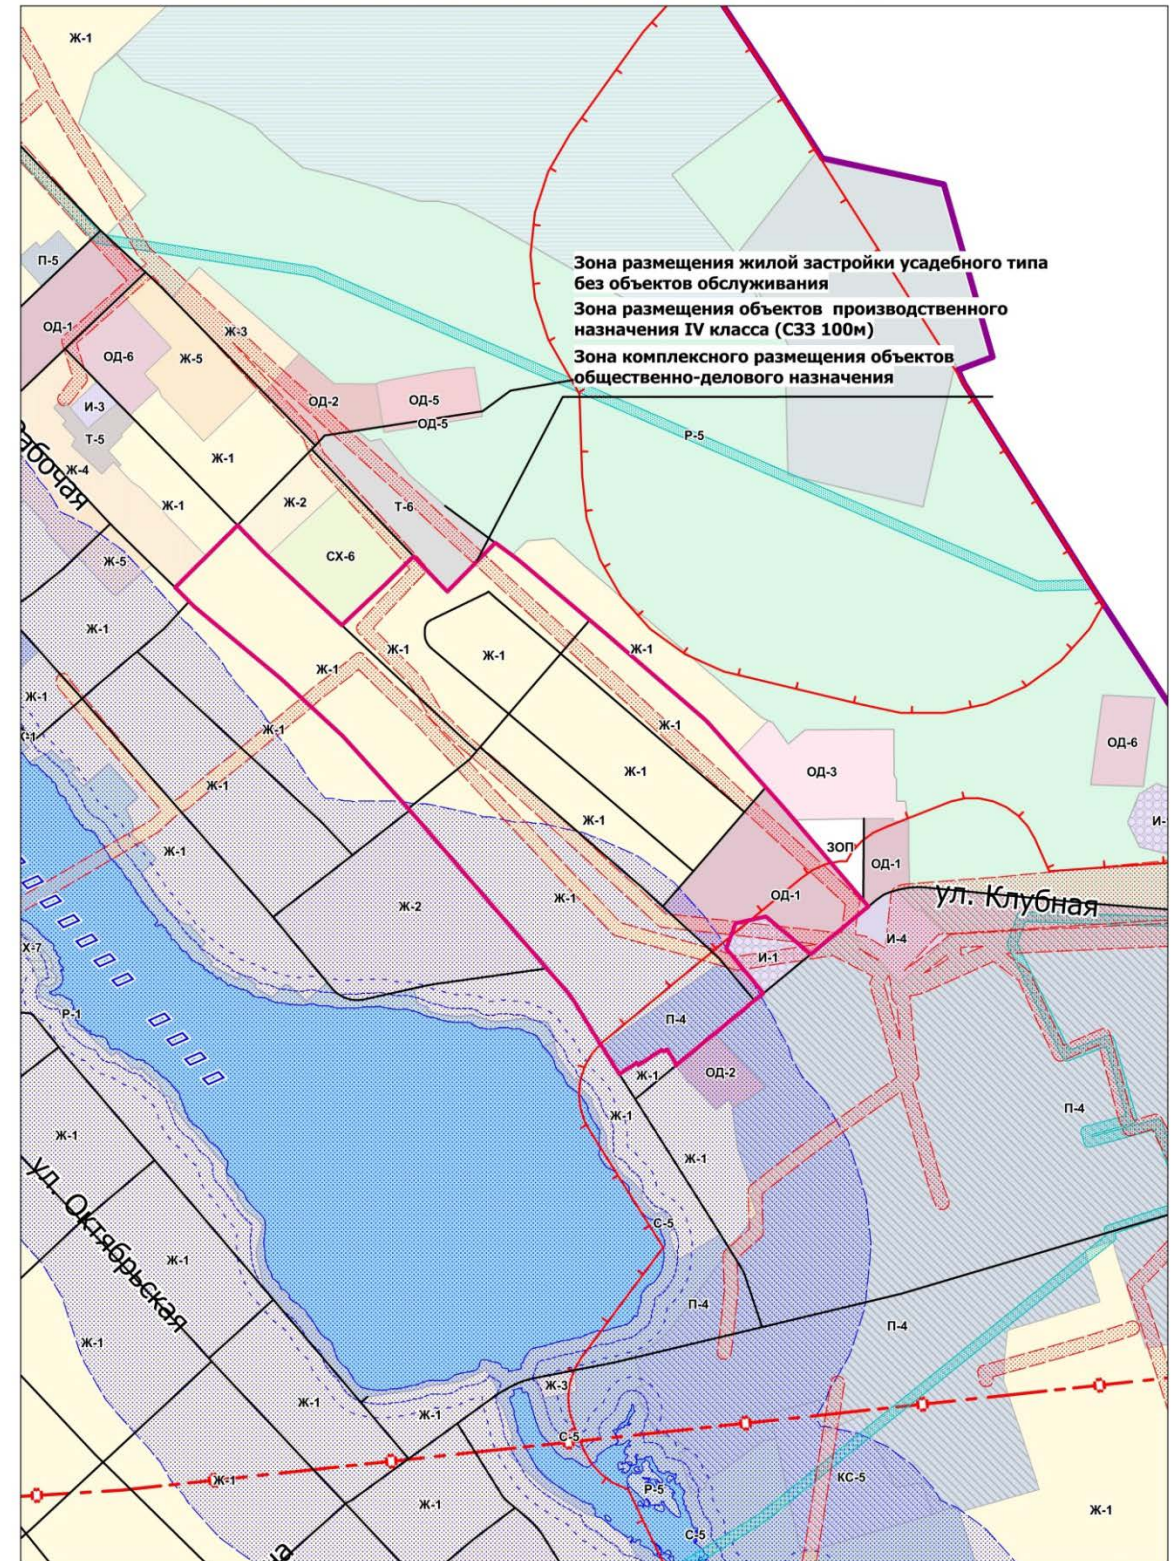 Ж-1
Зона размещения жилой застройки усадебного типа
без объектов обслуживания
Зона размещения объектов производственного
назначения IV класса (СЗЗ 100м)
Зона комплексного размещения объектов
общественно-делового назначения
П-5
ОД-1
ОД-6
Ж-3
Ж-5
И-3
Т-5
ОД-2
ОД-5
ОД-5
Р-5
Ж-4
Ж-1
Ж-1
Ж-2
Т-6
СХ-6
Ж-5
Ж-1
Ж-1
Ж-1
Ж-1
Ж-1
Ж-1
Ж-1
Ж-1
Ж-1
ОД-6
Ж-1
ОД-3
Ж-1
Ж-1
Ж-1
ЗОП
ОД-1
ОД-1
ул. Клубная
Ж-2
Ж-1
И-4
И-1
Р-1
П-4
Ж-1
ОД-2
Ж-1
П-4
Ж-1
Ж-1
С-5
ул. Октябрьская
Ж-1
П-4
П-4
Ж-1
Ж-3
Ж-1
Ж-1
С-5
Ж-1
Р-5
КС-5
Ж-1
Ж-1
С-5